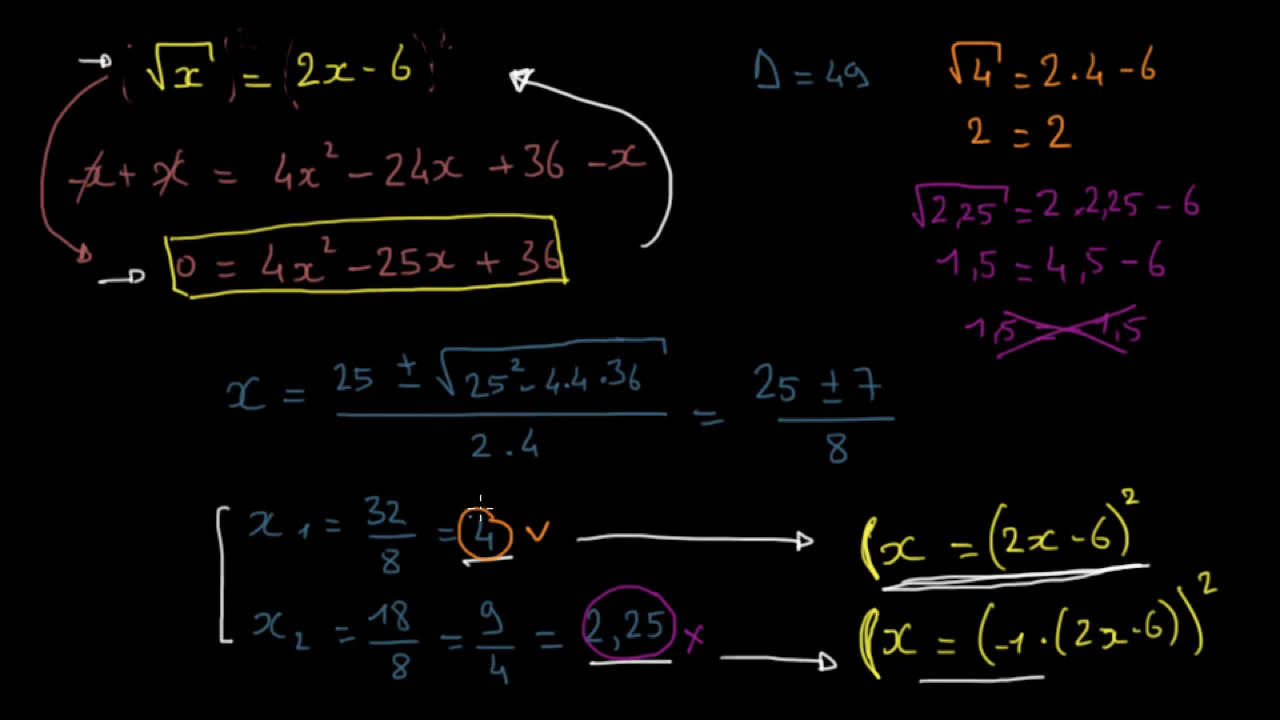 (√x)² = (2x - 6)²
-x + x = 4x² - 24x + 36 - x
0 = 4x² - 25x + 36
x = (25 ± √(25² - 4.4.36)) / (2.4) = (25 ± 7) / 8
x₁ = 32/8 = 4 v
x₂ = 18/8 = 9/4 = 2,25 x
D = 49
√4 = 2.4 - 6
2 = 2
√2,25 = 2.2,25 - 6
1,5 = 4,5 - 6
1,5 = -1,5
x = (2x - 6)²
x = (-1.(2x - 6))²